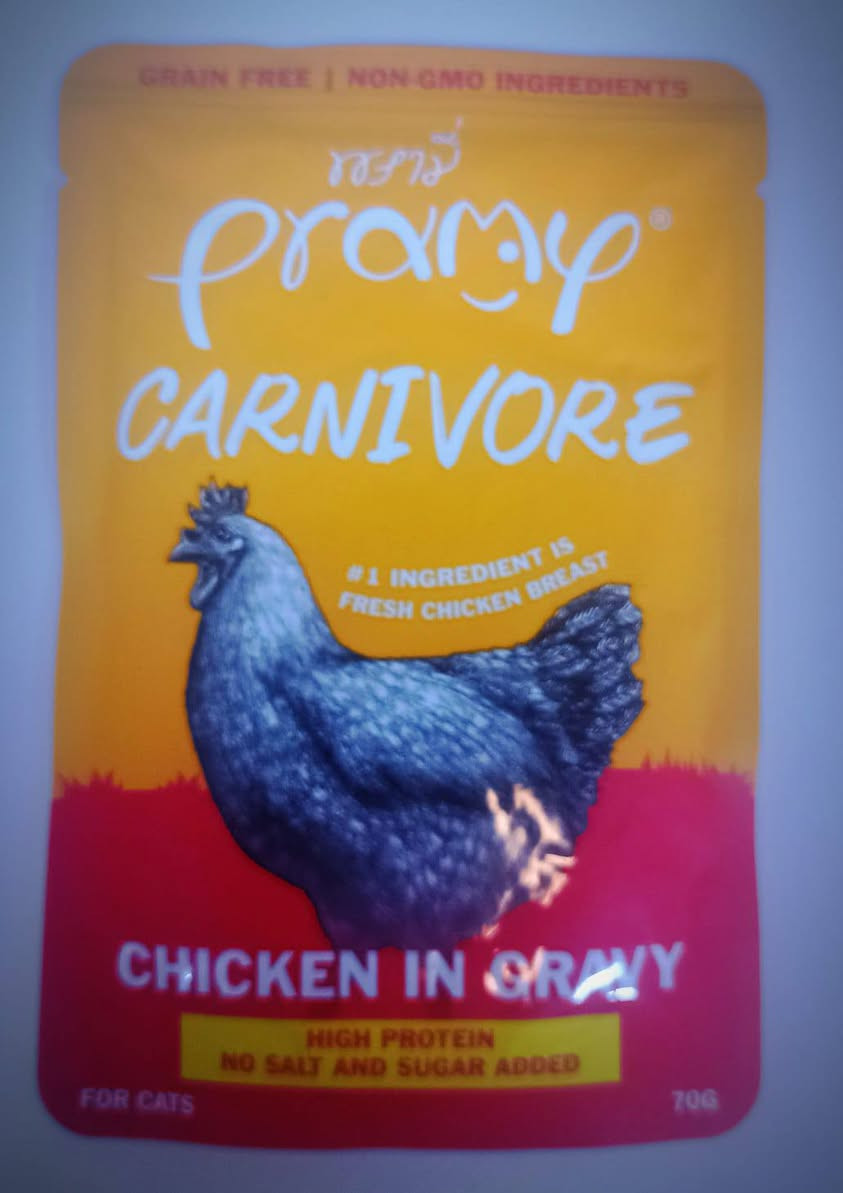 GRAIN FREE | NON-GMO INGREDIENTS
พรามี่
pramy®
CARNIVORE
#1 INGREDIENT IS
FRESH CHICKEN BREAST
CHICKEN IN GRAVY
HIGH PROTEIN
NO SALT AND SUGAR ADDED
FOR CATS
70G